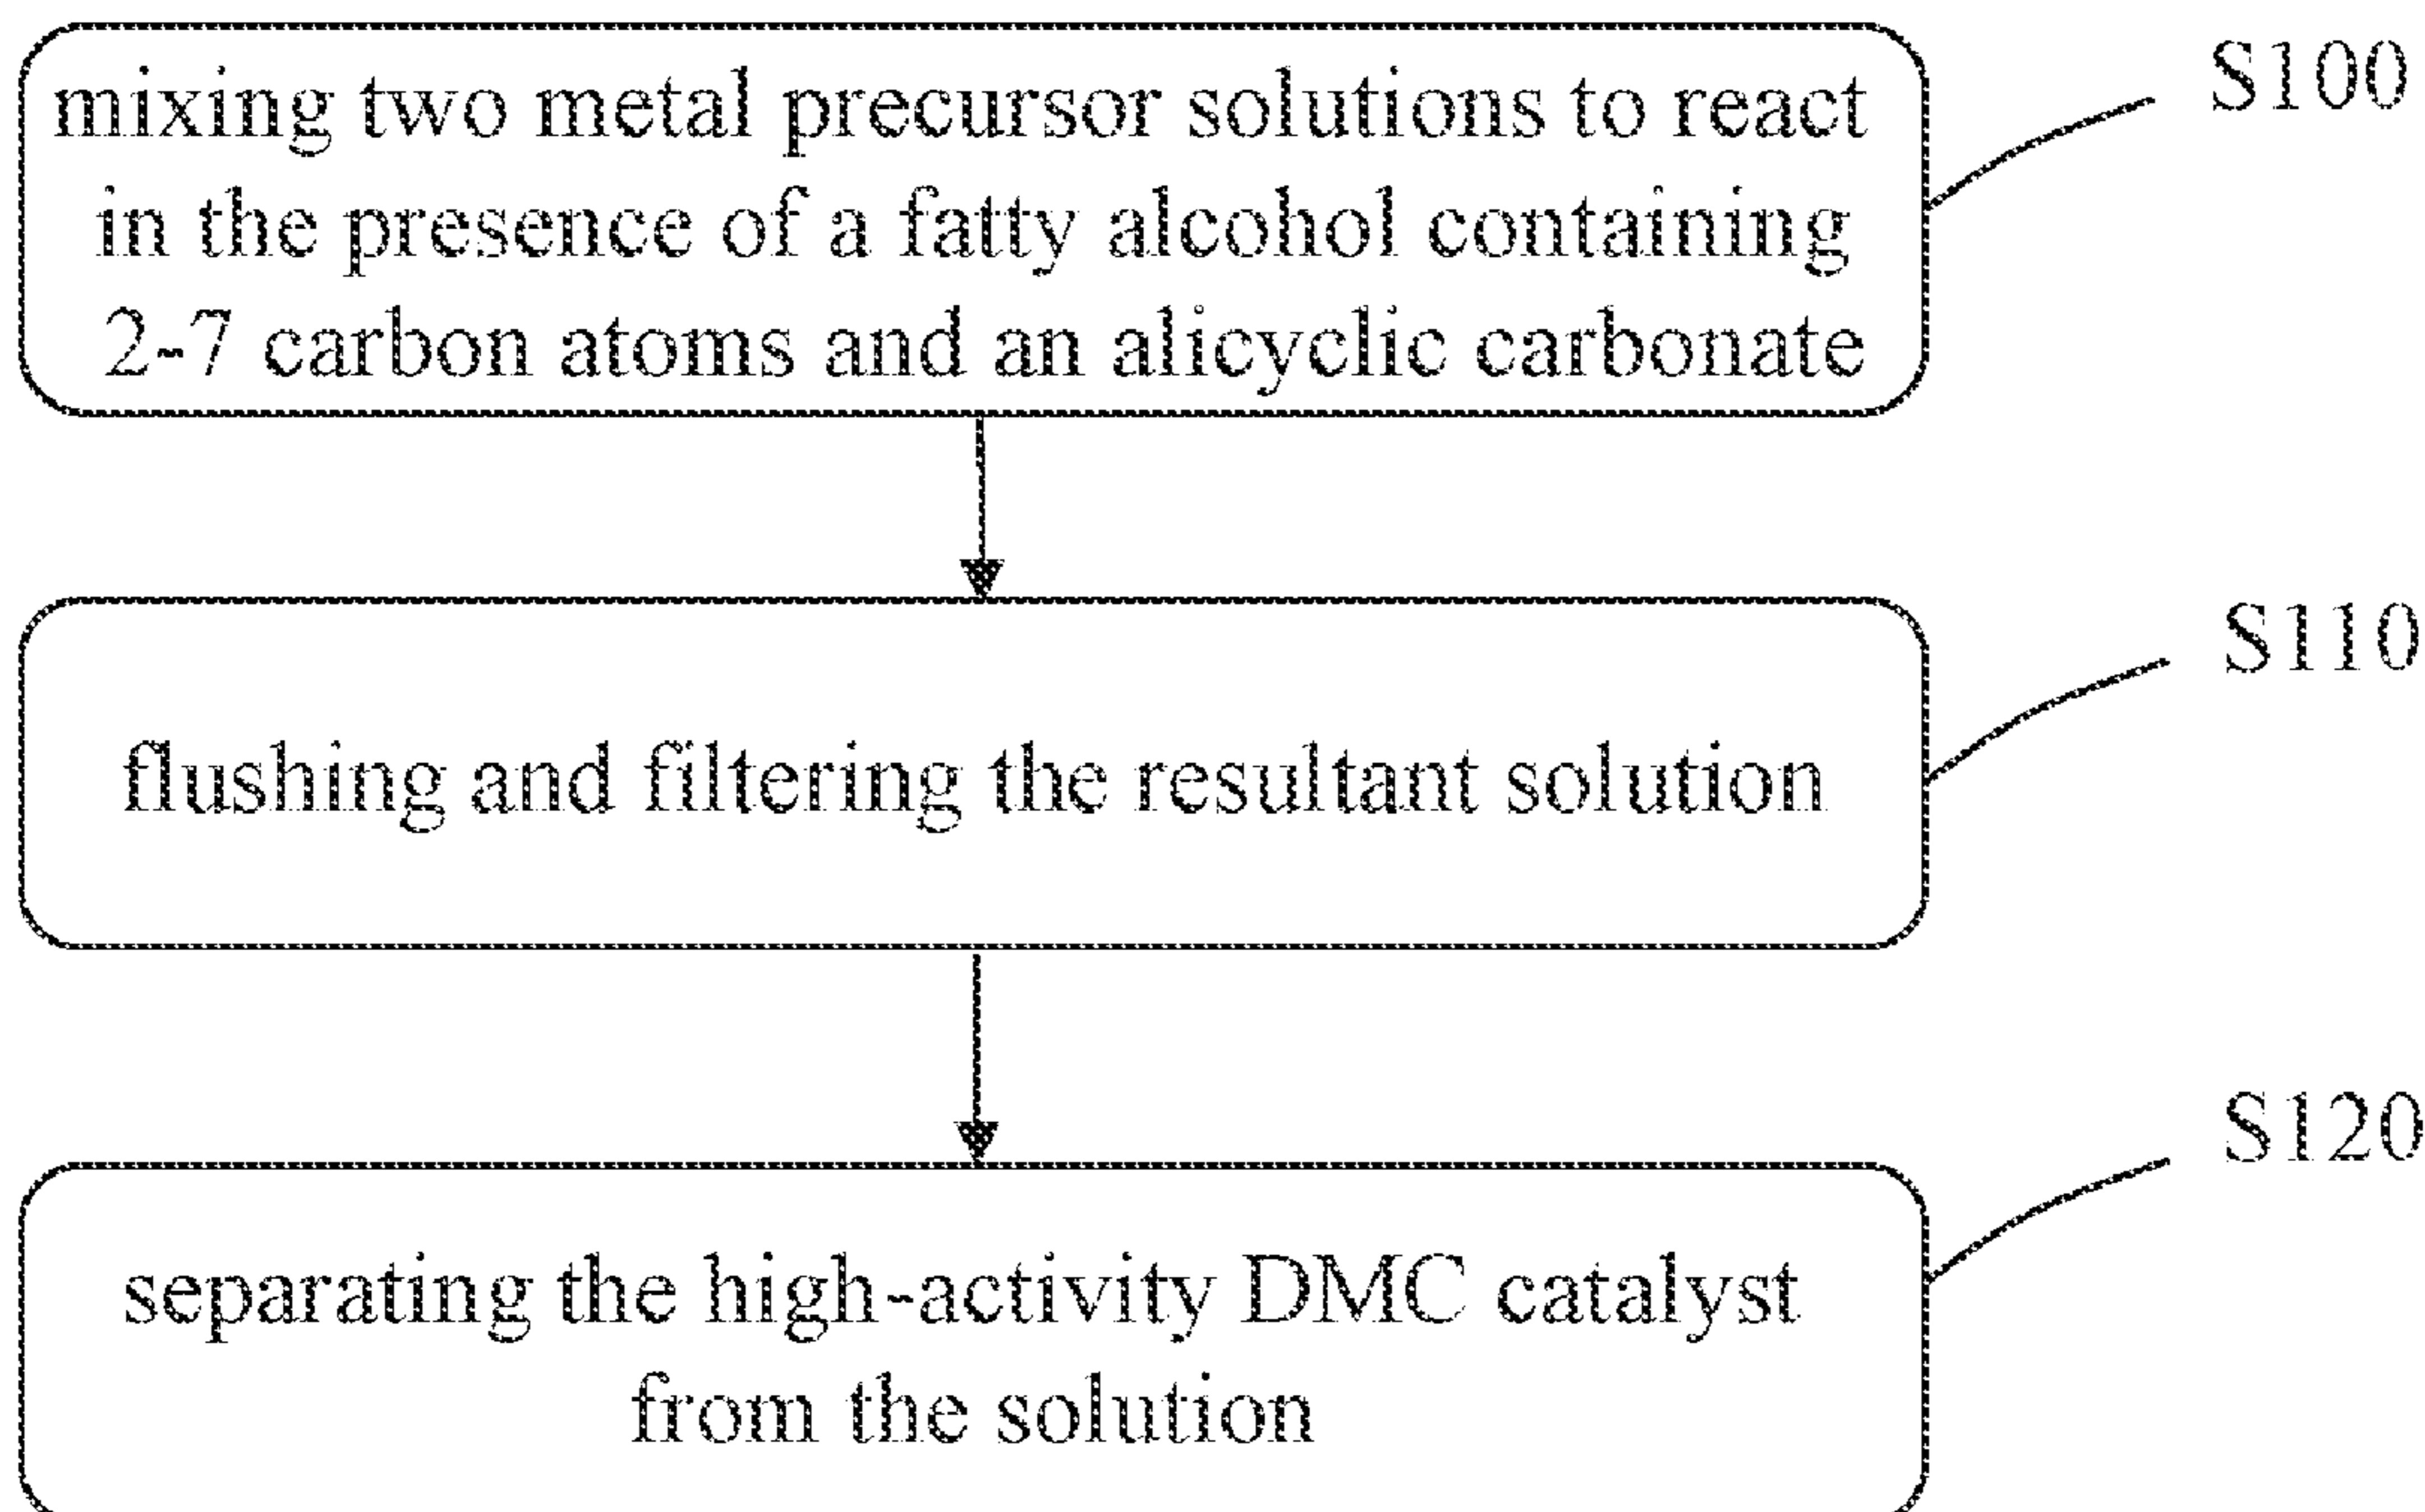 mixing two metal precursor solutions to react
in the presence of a fatty alcohol containing
2-7 carbon atoms and an alicyclic carbonate
S100
flushing and filtering the resultant solution
S110
separating the high-activity DMC catalyst
from the solution
S120